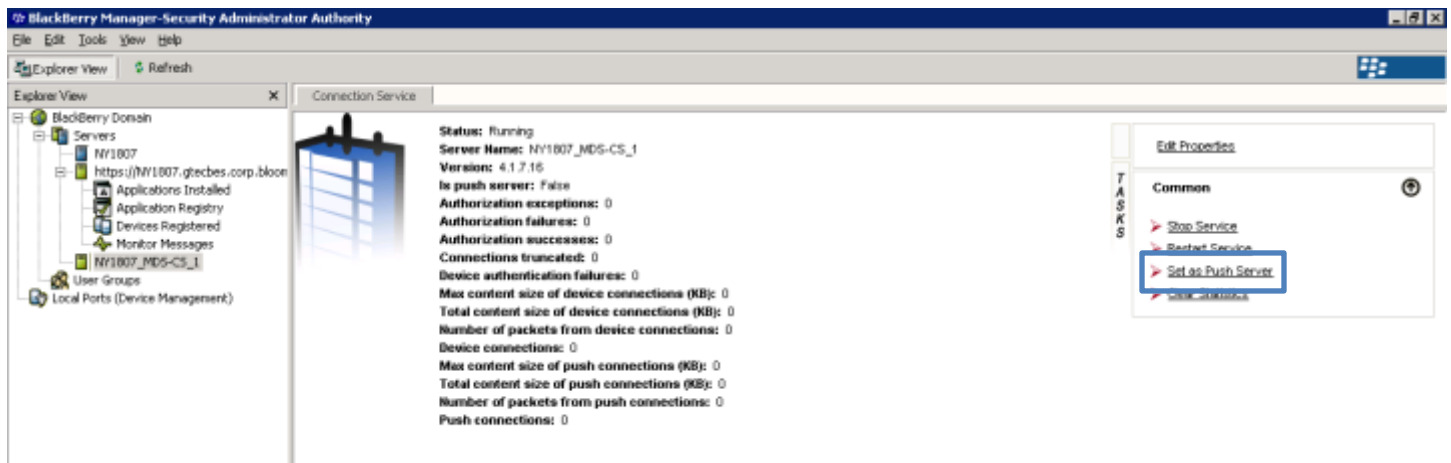 BlackBerry Manager-Security Administrator Authority
File Edit Tools View Help
Explorer View Refresh
Explorer View
Connection Service
BlackBerry Domain
Servers
NY1807
https://NY1807.gtecbes.corp.bloom
Applications Installed
Application Registry
Devices Registered
Monitor Messages
NY1807_MDS-CS_1
User Groups
Local Ports (Device Management)
Status: Running
Server Name: NY1807_MDS-CS_1
Version: 4.1.7.16
Is push server: False
Authorization exceptions: 0
Authorization failures: 0
Authorization successes: 0
Connections truncated: 0
Device authentication failures: 0
Max content size of device connections (KB): 0
Total content size of device connections (KB): 0
Number of packets from device connections: 0
Device connections: 0
Max content size of push connections (KB): 0
Total content size of push connections (KB): 0
Number of packets from push connections: 0
Push connections: 0
TASKS
Edit Properties
Common
Stop Service
Restart Service
Set as Push Server
Clear Statistics